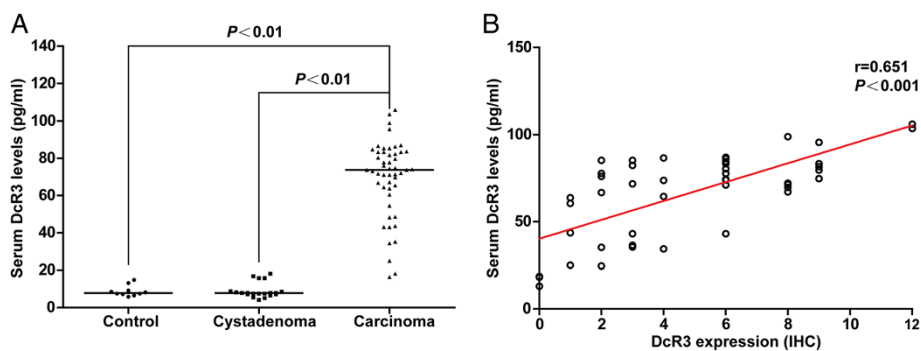 A
P<0.01
P<0.01
Serum DcR3 levels (pg/ml)
140
120
100
80
60
40
20
0
Control
Cystadenoma
Carcinoma
B
r=0.651
P<0.001
Serum DcR3 levels (pg/ml)
150
100
50
0
0
2
4
6
8
10
12
DcR3 expression (IHC)